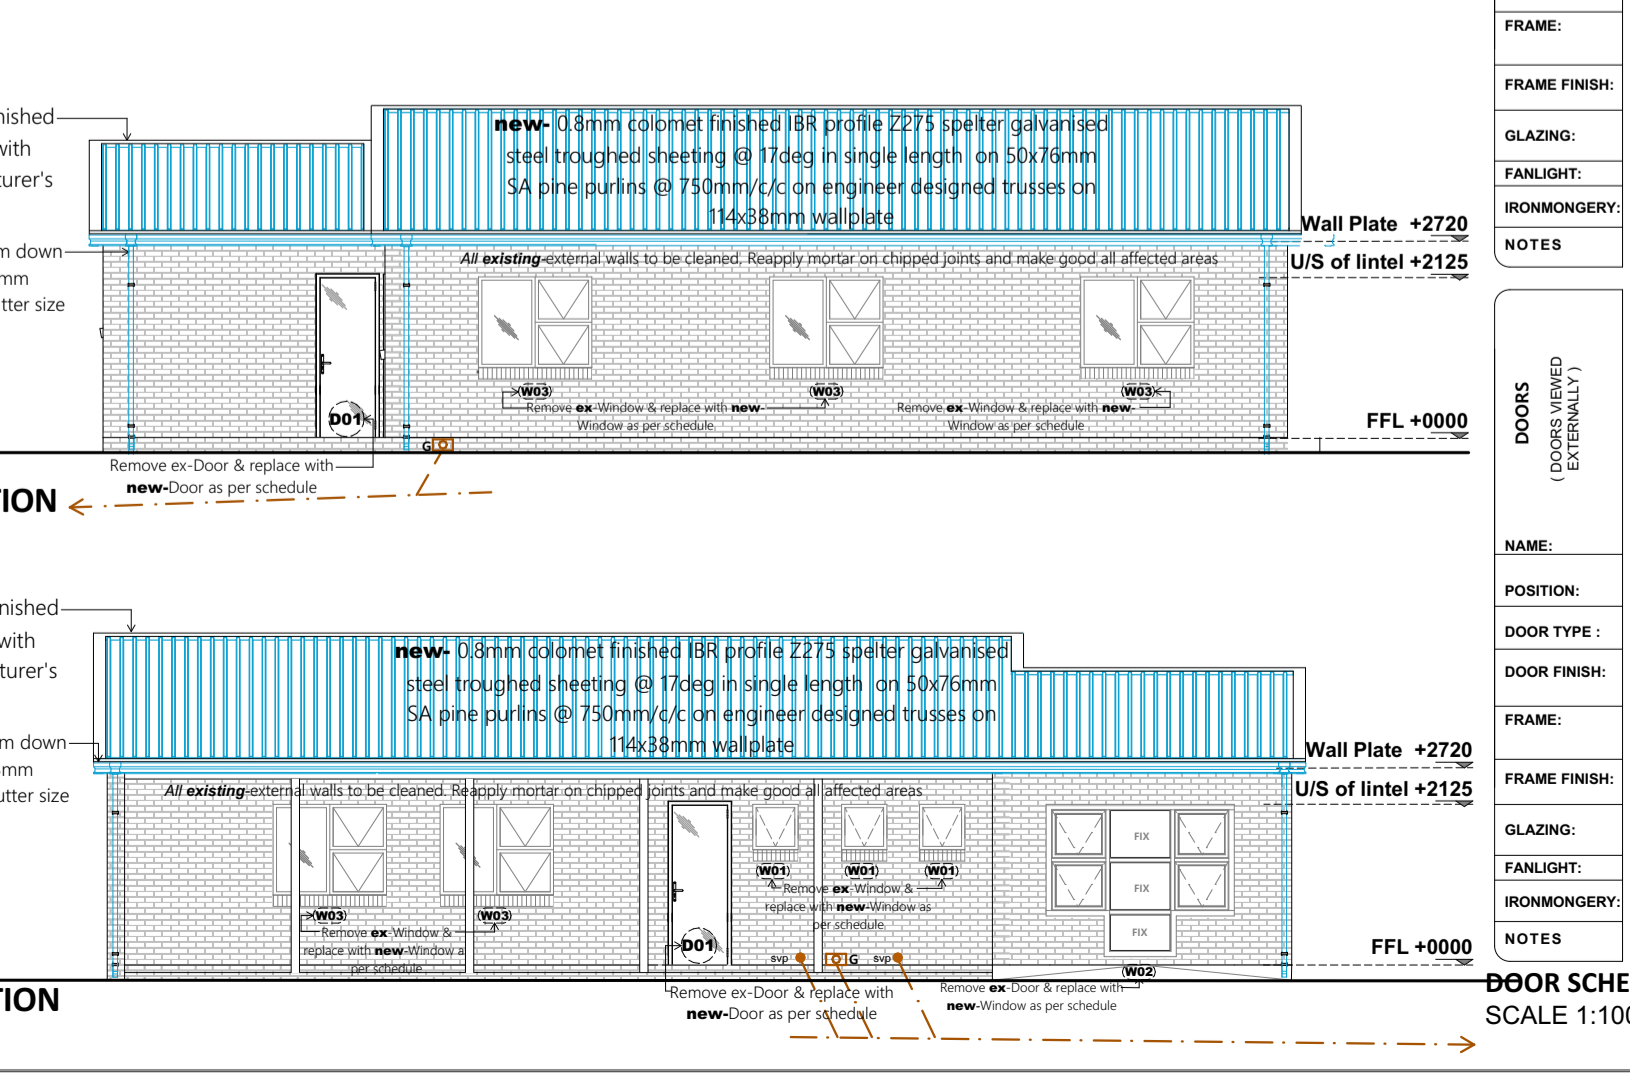 nished
with
turer's
m down
mm
tter size
new- 0.8mm colomet finished IBR profile Z275 spelter galvanised
steel troughed sheeting @ 17deg in single length on 50x76mm
SA pine purlins @ 750mm/c/c on engineer designed trusses on
114x38mm wallplate
All existing-external walls to be cleaned. Reapply mortar on chipped joints and make good all affected areas
Wall Plate +2720
U/S of lintel +2125
FFL +0000
W03
W03
W03
Remove ex-Window & replace with new-
Window as per schedule
Remove ex-Window & replace with new-
Window as per schedule
D01
G
Remove ex-Door & replace with
new-Door as per schedule
TION
nished
with
turer's
m down
mm
utter size
new- 0.8mm colomet finished IBR profile Z275 spelter galvanised
steel troughed sheeting @ 17deg in single length on 50x76mm
SA pine purlins @ 750mm/c/c on engineer designed trusses on
114x38mm wallplate
All existing-external walls to be cleaned. Reapply mortar on chipped joints and make good all affected areas
Wall Plate +2720
U/S of lintel +2125
FFL +0000
W03
W03
Remove ex-Window &
replace with new-Window a
per schedule
D01
W01
W01
W01
Remove ex-Window &
replace with new-Window as
per schedule
FIX
FIX
FIX
svp
G
svp
W02
Remove ex-Door & replace with
new-Door as per schedule
Remove ex-Door & replace with
new-Window as per schedule
TION
FRAME:
FRAME FINISH:
GLAZING:
FANLIGHT:
IRONMONGERY:
NOTES
DOORS
( DOORS VIEWED
EXTERNALLY )
NAME:
POSITION:
DOOR TYPE :
DOOR FINISH:
FRAME:
FRAME FINISH:
GLAZING:
FANLIGHT:
IRONMONGERY:
NOTES
DOOR SCHE
SCALE 1:100